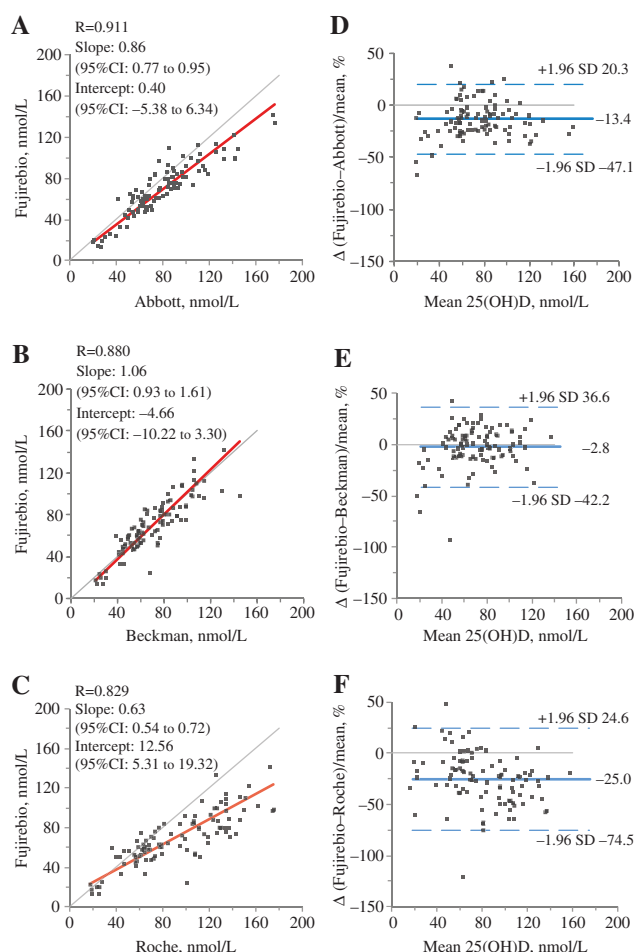 A
R=0.911
Slope: 0.86
(95%CI: 0.77 to 0.95)
Intercept: 0.40
(95%CI: −5.38 to 6.34)
200
160
120
80
40
0
Fujirebio, nmol/L
0 40 80 120 160 200
Abbott, nmol/L
D
50
0
−50
−100
−150
Δ (Fujirebio–Abbott)/mean, %
+1.96 SD 20.3
−13.4
−1.96 SD −47.1
0 40 80 120 160 200
Mean 25(OH)D, nmol/L
B
R=0.880
Slope: 1.06
(95%CI: 0.93 to 1.61)
Intercept: −4.66
(95%CI: −10.22 to 3.30)
200
160
120
80
40
0
Fujirebio, nmol/L
0 40 80 120 160 200
Beckman, nmol/L
E
50
0
−50
−100
−150
Δ (Fujirebio–Beckman)/mean, %
+1.96 SD 36.6
−2.8
−1.96 SD −42.2
0 40 80 120 160 200
Mean 25(OH)D, nmol/L
C
R=0.829
Slope: 0.63
(95%CI: 0.54 to 0.72)
Intercept: 12.56
(95%CI: 5.31 to 19.32)
200
160
120
80
40
0
Fujirebio, nmol/L
0 40 80 120 160 200
Roche, nmol/L
F
50
0
−50
−100
−150
Δ (Fujirebio–Roche)/mean, %
+1.96 SD 24.6
−25.0
−1.96 SD −74.5
0 40 80 120 160 200
Mean 25(OH)D, nmol/L